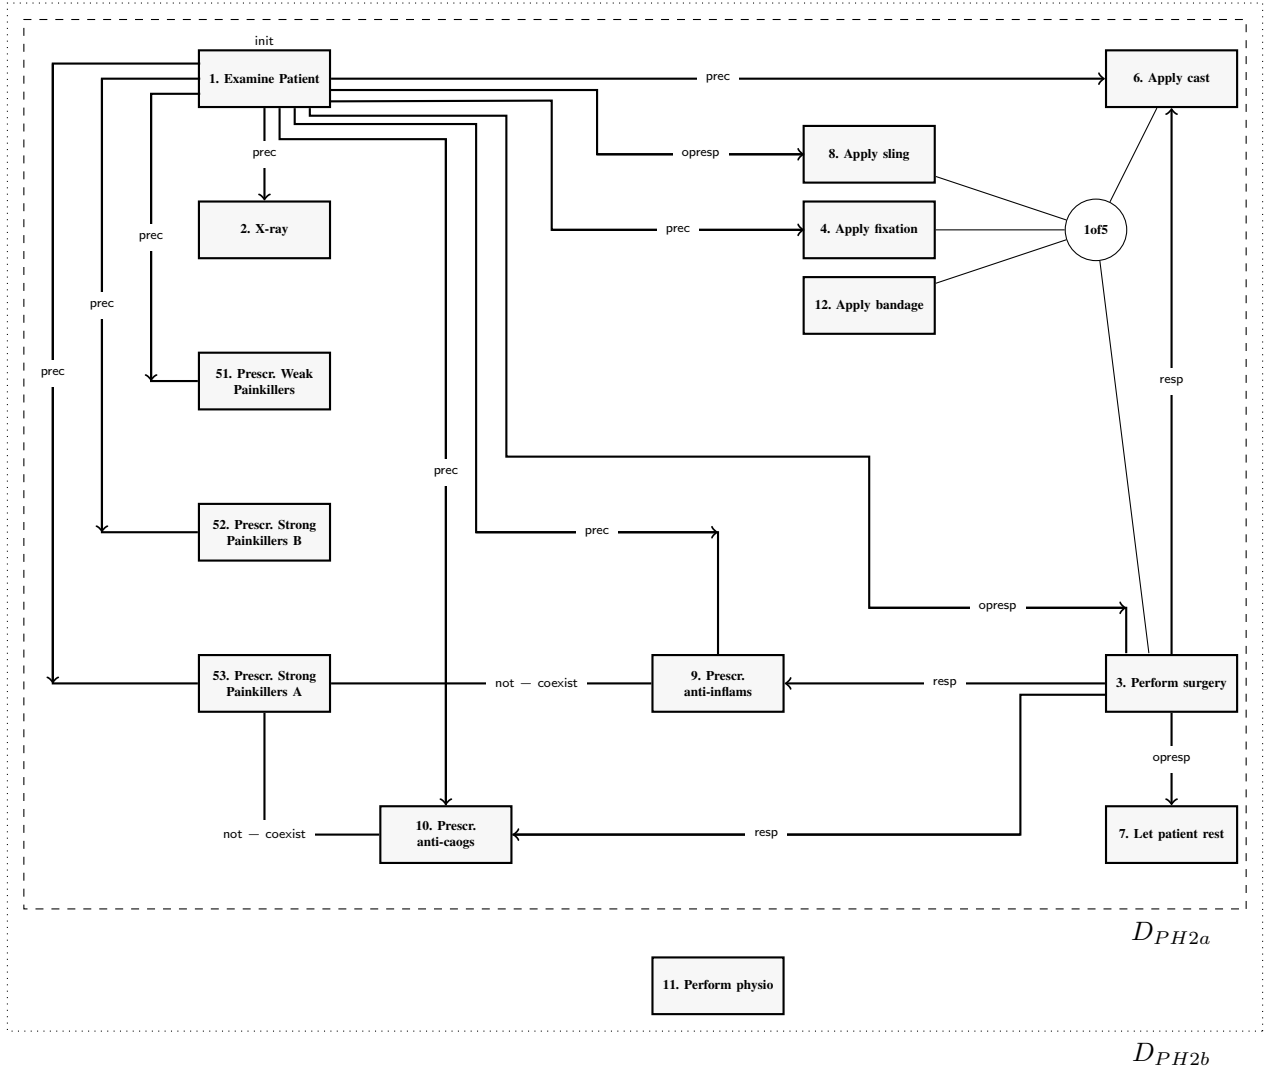 init
1. Examine Patient
prec
6. Apply cast
prec
opresp
8. Apply sling
2. X-ray
prec
prec
4. Apply fixation
1of5
12. Apply bandage
prec
prec
51. Prescr. Weak
Painkillers
resp
prec
52. Prescr. Strong
Painkillers B
prec
opresp
53. Prescr. Strong
Painkillers A
not – coexist
9. Prescr.
anti-inflams
resp
3. Perform surgery
opresp
not – coexist
10. Prescr.
anti-caogs
resp
7. Let patient rest
D_{PH2a}
11. Perform physio
D_{PH2b}